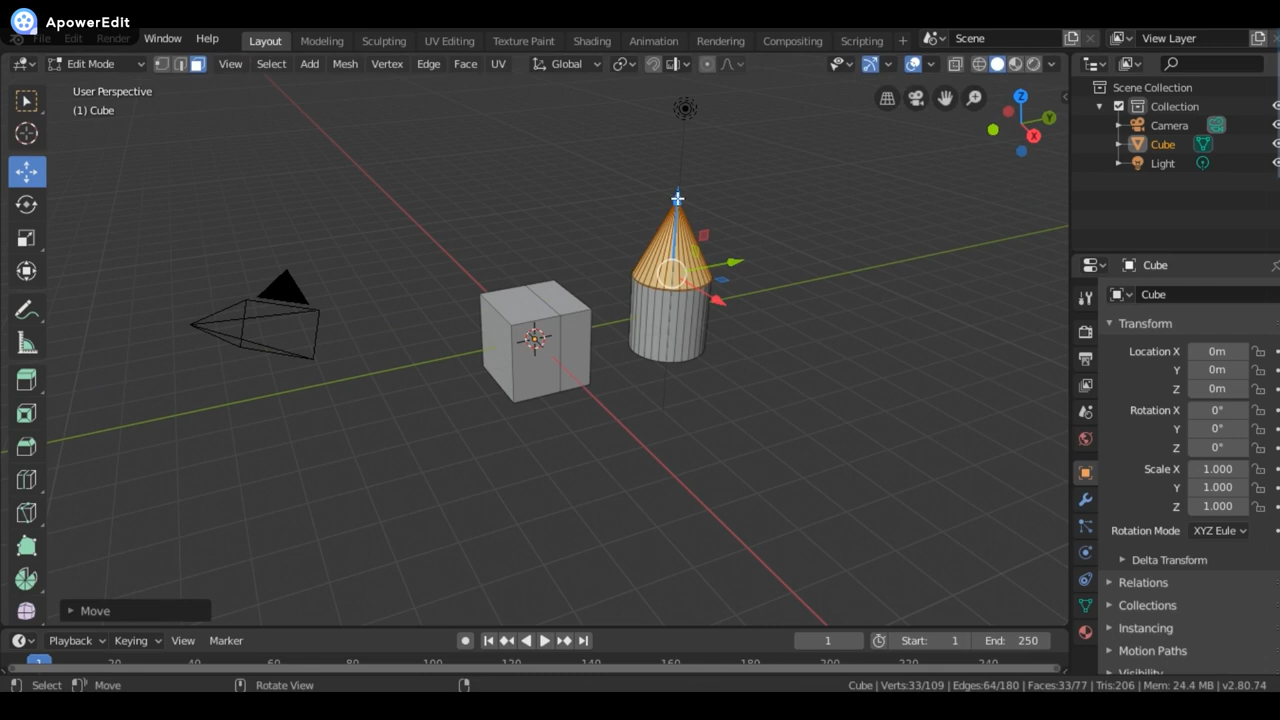 ApowerEdit
File Edit Render Window Help Layout Modeling Sculpting UV Editing Texture Paint Shading Animation Rendering Compositing Scripting + Scene View Layer
Edit Mode View Select Add Mesh Vertex Edge Face UV Global
User Perspective
(1) Cube
Z
Y
X
Scene Collection
Collection
Camera
Cube
Light
Cube
Cube
Transform
Location X 0m
Y 0m
Z 0m
Rotation X 0°
Y 0°
Z 0°
Scale X 1.000
Y 1.000
Z 1.000
Rotation Mode XYZ Eule
Delta Transform
Relations
Collections
Instancing
Motion Paths
Visibility
Move
Playback Keying View Marker 1 Start: 1 End: 250
1 20 40 60 80 100 120 140 160 180 200 220 240
Select Move Rotate View Cube | Verts:33/109 | Edges:64/180 | Faces:33/77 | Tris:206 | Mem: 24.4 MB | v2.80.74